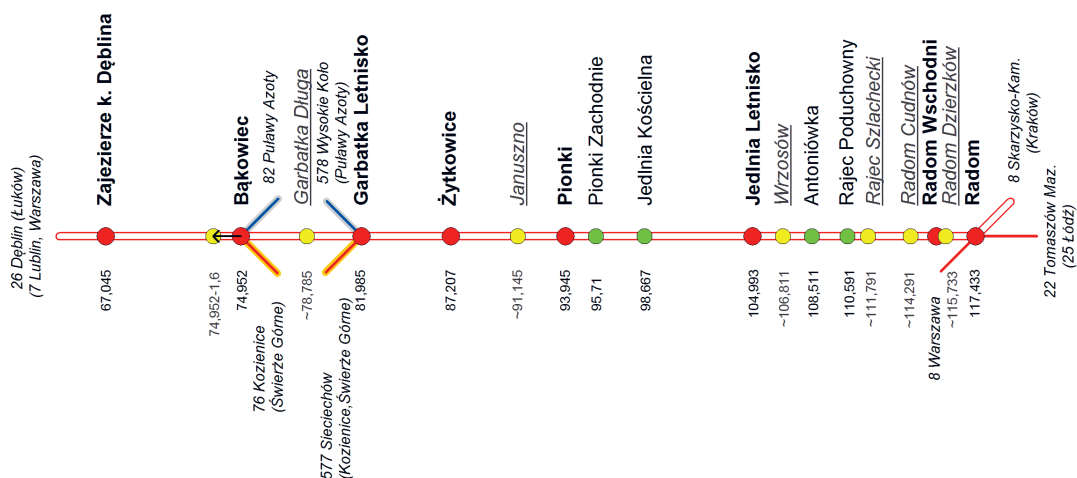 26 Dęblin (Łuków)
(7 Lublin, Warszawa)
Zajezierze k. Dęblina
67,045
74,952-1,6
Bąkowiec
74,952
82 Puławy Azoty
76 Kozienice
(Świerże Górne)
Garbatka Długa
~78,785
578 Wysokie Koło
(Puławy Azoty)
577 Sieciechów
(Kozienice,Świerże Górne)
Garbatka Letnisko
81,985
Żytkowice
87,207
Januszno
~91,145
Pionki
93,945
Pionki Zachodnie
95,71
Jedlnia Kościelna
98,667
Jedlnia Letnisko
104,993
Wrzosów
~106,811
Antoniówka
108,511
Rajec Poduchowny
110,591
Rajec Szlachecki
~111,791
Radom Cudnów
~114,291
Radom Wschodni
8 Warszawa
Radom Dzierzków
~115,733
Radom
117,433
8 Skarzysko-Kam.
(Kraków)
22 Tomaszów Maz.
(25 Łódź)